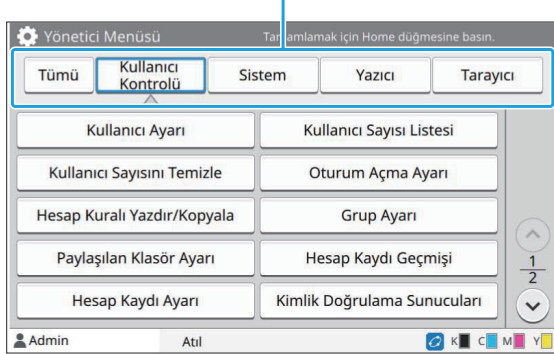 Yönetici Menüsü Tamamlamak için Home düğmesine basın.
Tümü Kullanıcı Kontrolü Sistem Yazıcı Tarayıcı
Kullanıcı Ayarı Kullanıcı Sayısı Listesi
Kullanıcı Sayısını Temizle Oturum Açma Ayarı
Hesap Kuralı Yazdır/Kopyala Grup Ayarı
Paylaşılan Klasör Ayarı Hesap Kaydı Geçmişi
1
2
Hesap Kaydı Ayarı Kimlik Doğrulama Sunucuları
Admin Atıl K C M Y